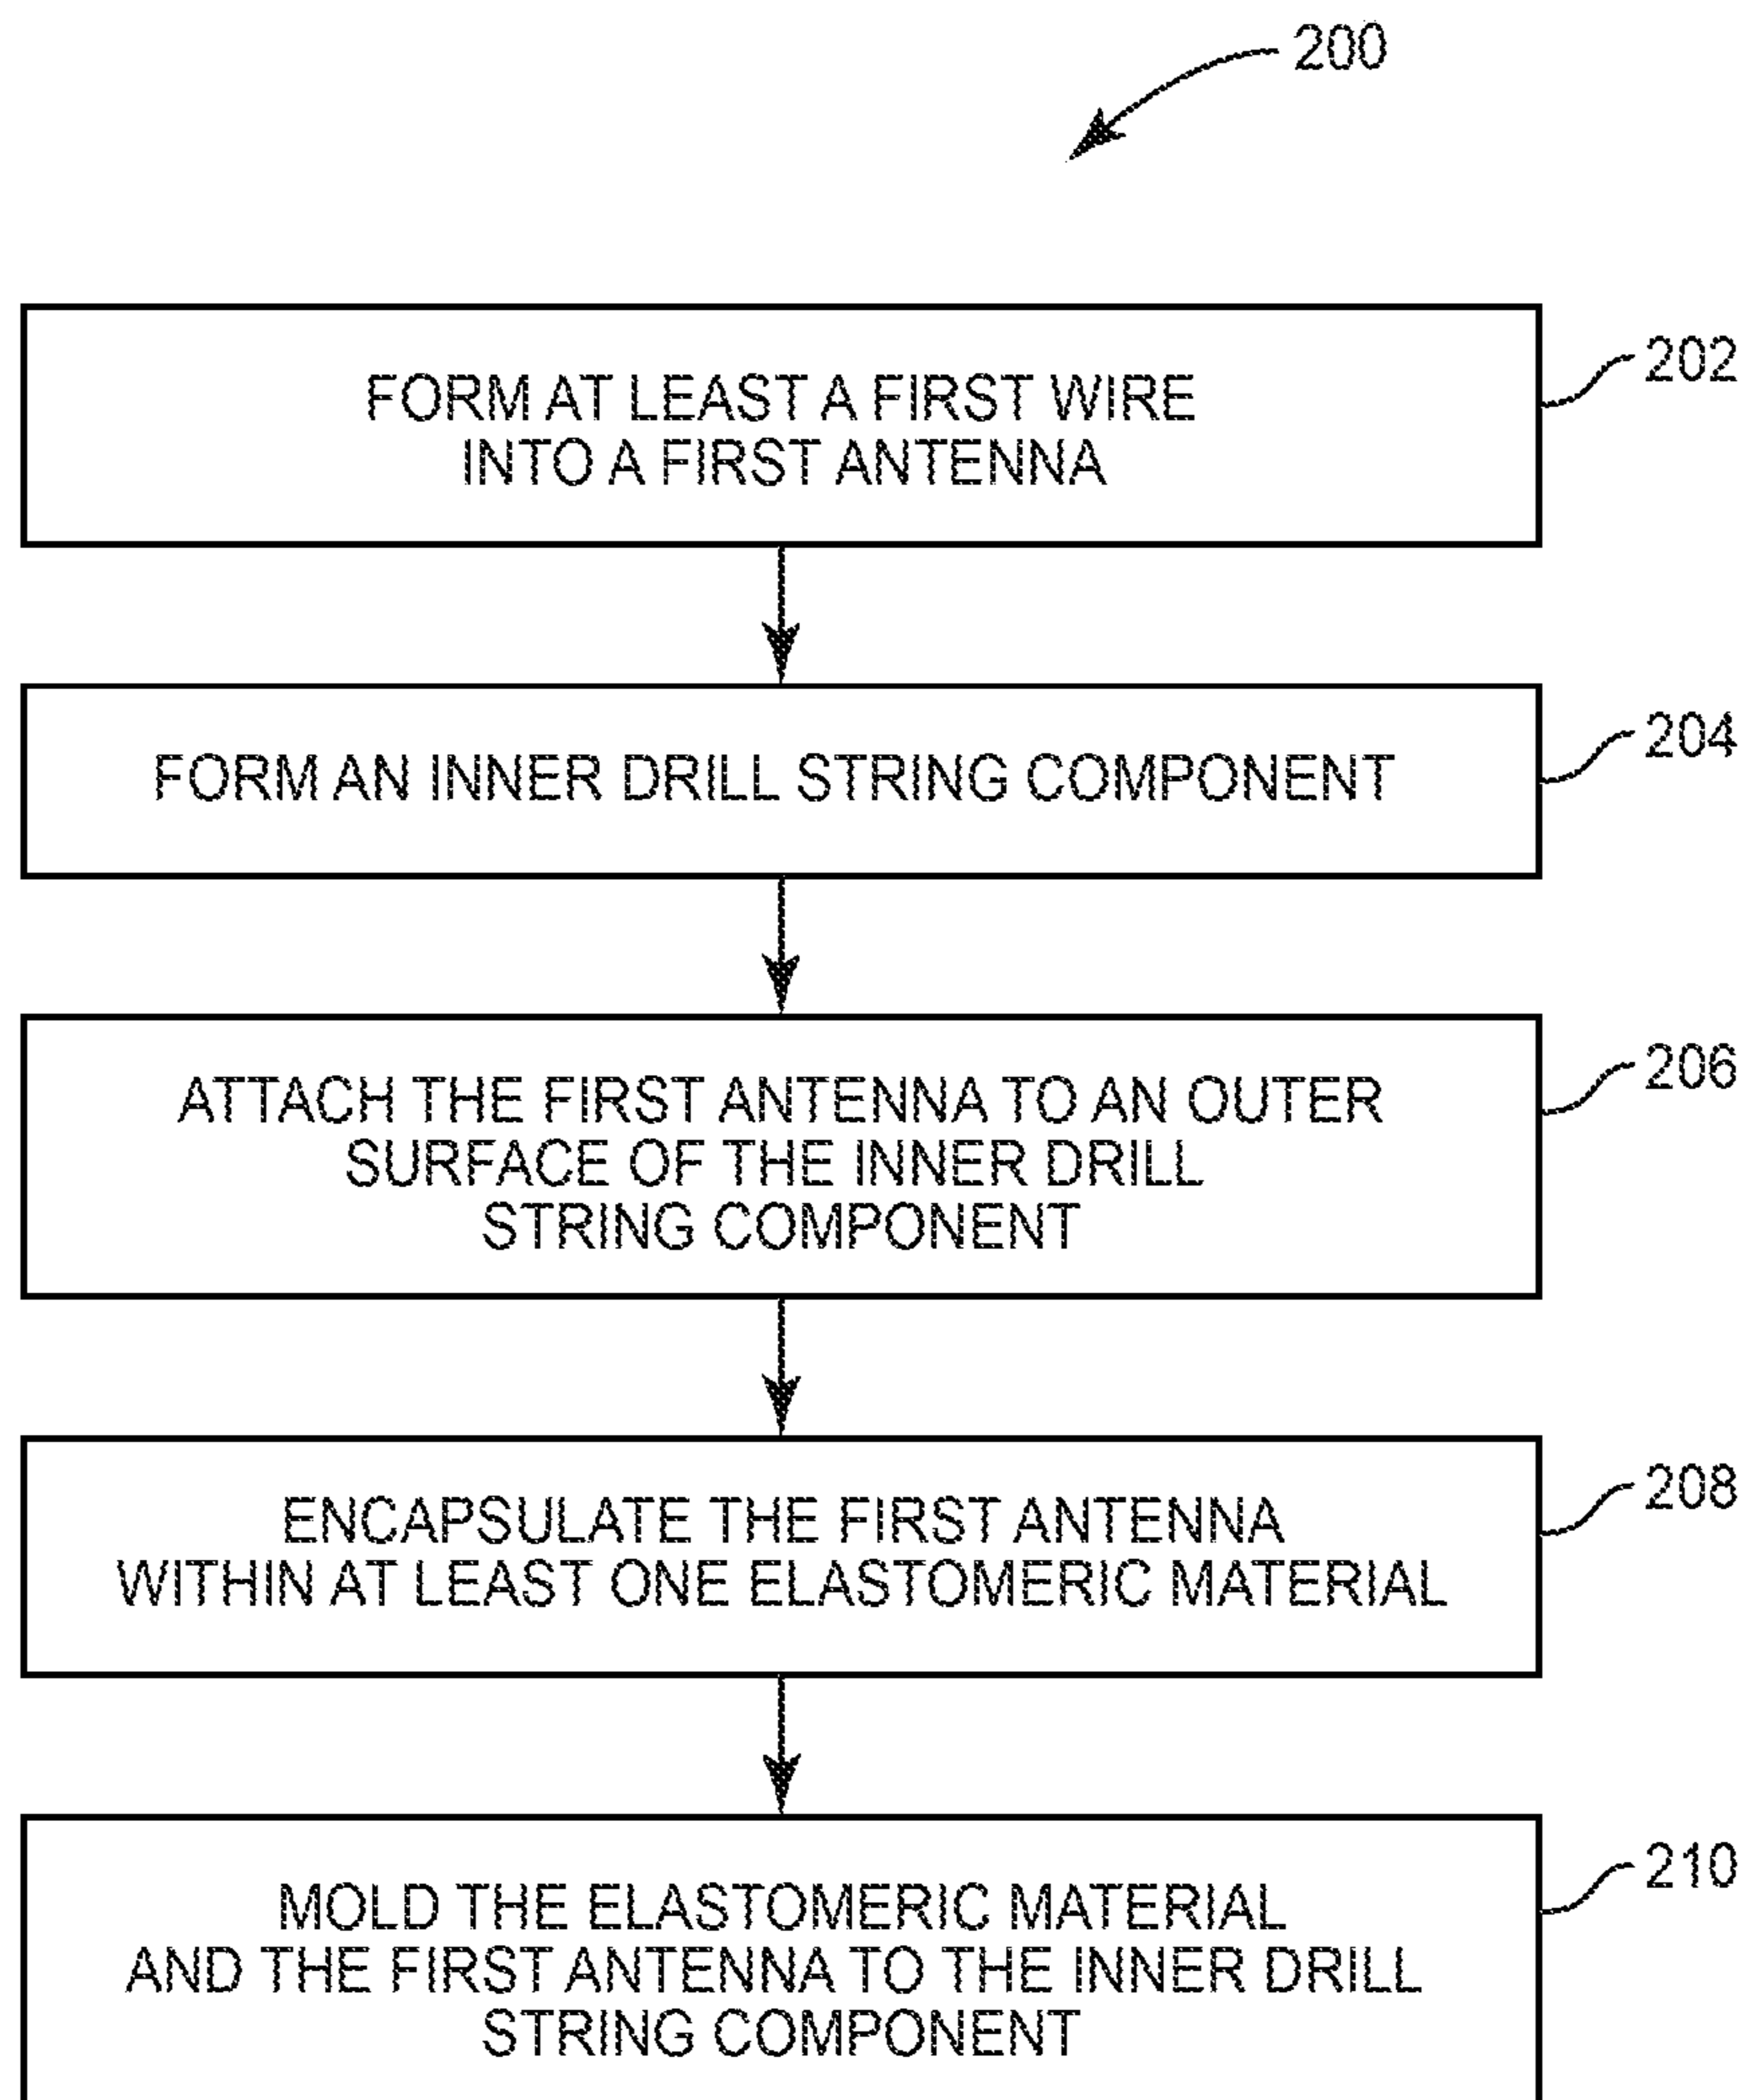 200
FORM AT LEAST A FIRST WIRE
INTO A FIRST ANTENNA
202
FORM AN INNER DRILL STRING COMPONENT
204
ATTACH THE FIRST ANTENNA TO AN OUTER
SURFACE OF THE INNER DRILL
STRING COMPONENT
206
ENCAPSULATE THE FIRST ANTENNA
WITHIN AT LEAST ONE ELASTOMERIC MATERIAL
208
MOLD THE ELASTOMERIC MATERIAL
AND THE FIRST ANTENNA TO THE INNER DRILL
STRING COMPONENT
210